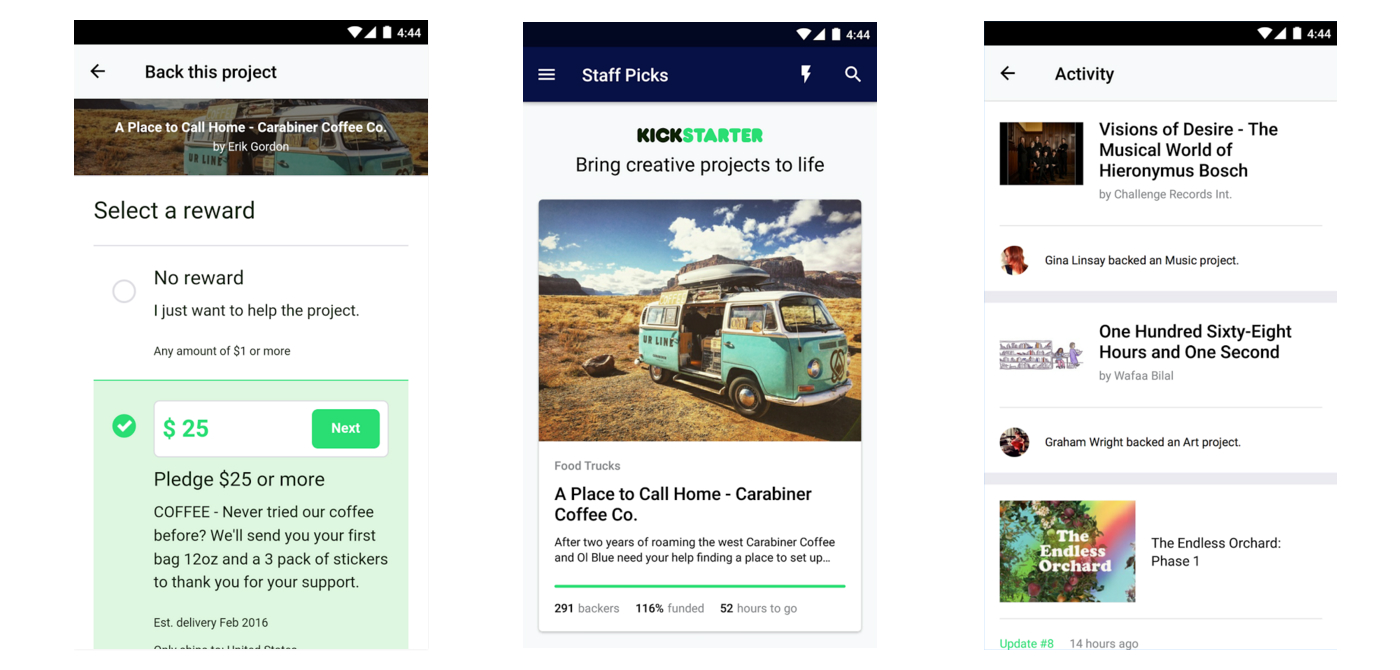 4:44
Back this project
A Place to Call Home - Carabiner Coffee Co.
by Erik Gordon
UR LINE
Select a reward
No reward
I just want to help the project.
Any amount of $1 or more
$ 25
Next
Pledge $25 or more
COFFEE - Never tried our coffee
before? We'll send you your first
bag 12oz and a 3 pack of stickers
to thank you for your support.
Est. delivery Feb 2016
Only ships to: United States
4:44
Staff Picks
KICKSTARTER
Bring creative projects to life
UR LINE
Food Trucks
A Place to Call Home - Carabiner
Coffee Co.
After two years of roaming the west Carabiner Coffee
and Ol Blue need your help finding a place to set up...
291 backers 116% funded 52 hours to go
4:44
Activity
Visions of Desire - The
Musical World of
Hieronymus Bosch
by Challenge Records Int.
Gina Linsay backed an Music project.
One Hundred Sixty-Eight
Hours and One Second
by Wafaa Bilal
Graham Wright backed an Art project.
The
Endless
Orchard
The Endless Orchard:
Phase 1
Update #8 14 hours ago